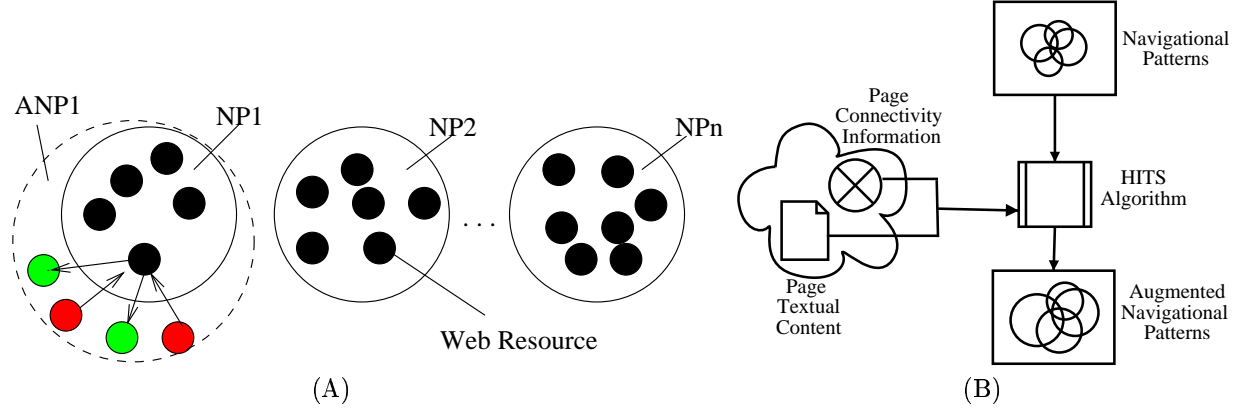 ANP1
NP1
NP2
NPn
. . .
Web Resource
(A)
Navigational
Patterns
Page
Connectivity
Information
HITS
Algorithm
Page
Textual
Content
Augmented
Navigational
Patterns
(B)